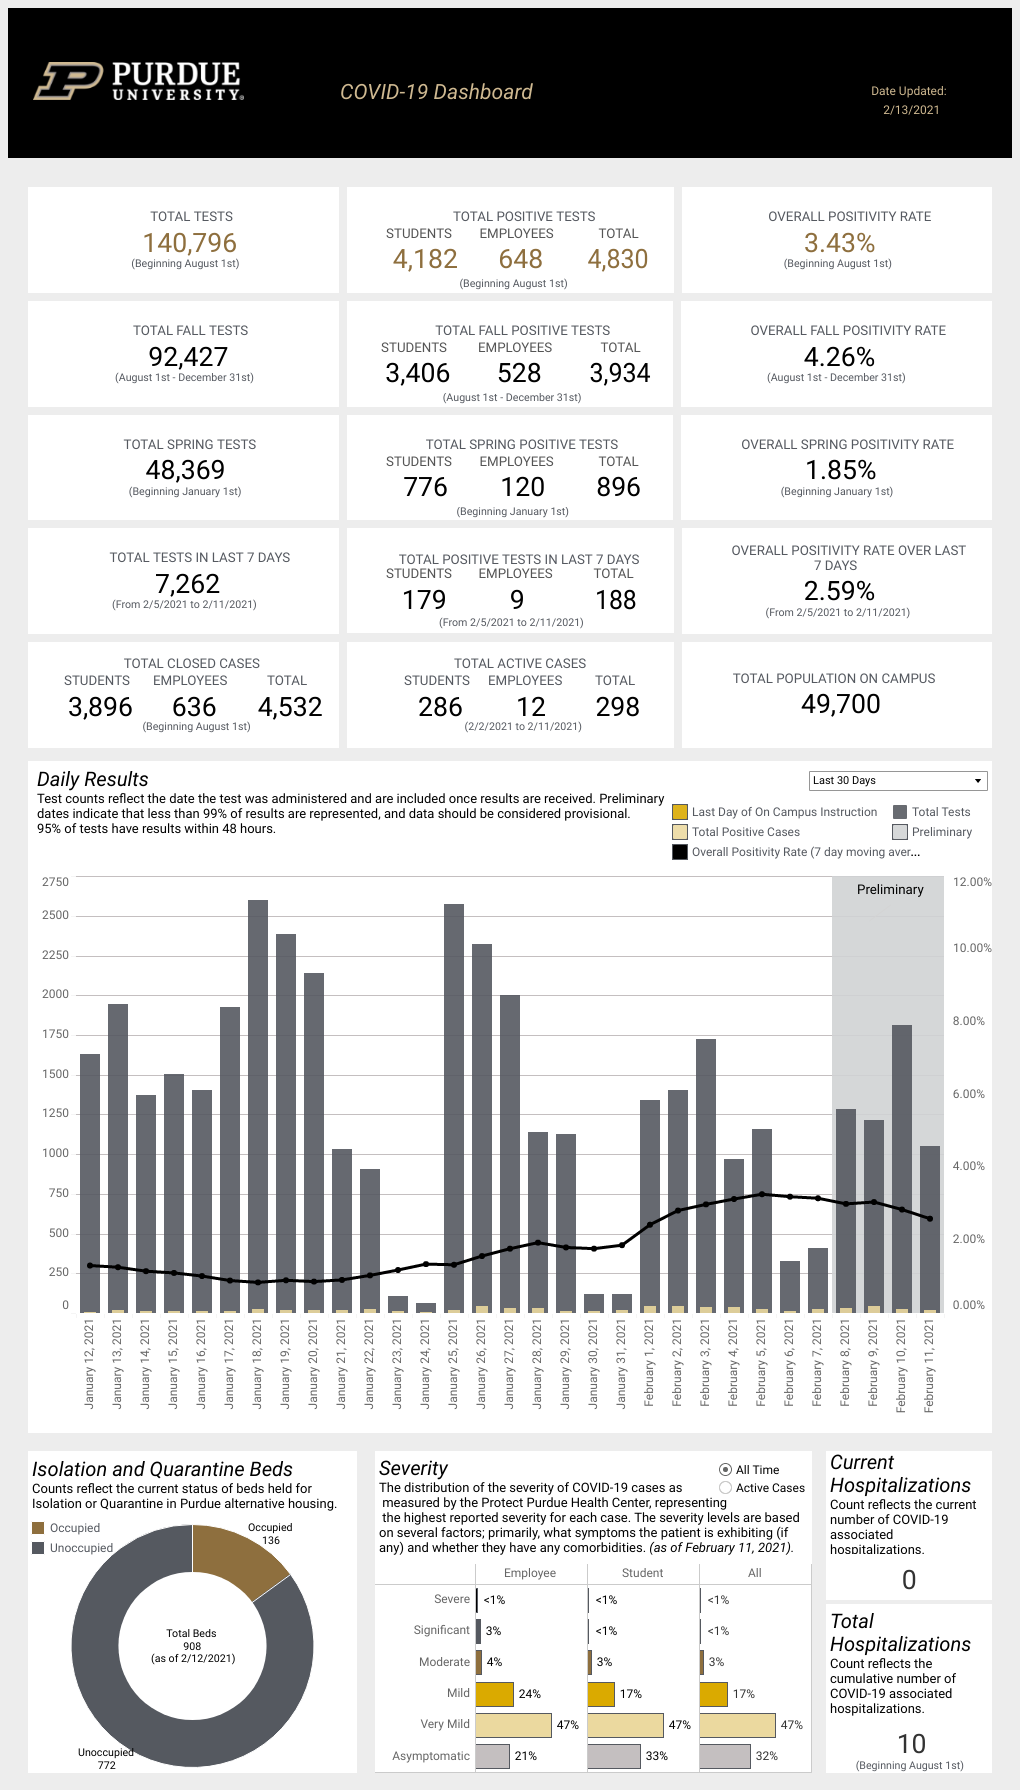 PURDUE
UNIVERSITY®
COVID-19 Dashboard
Date Updated:
2/13/2021
TOTAL TESTS
140,796
(Beginning August 1st)
TOTAL POSITIVE TESTS
STUDENTS EMPLOYEES TOTAL
4,182 648 4,830
(Beginning August 1st)
OVERALL POSITIVITY RATE
3.43%
(Beginning August 1st)
TOTAL FALL TESTS
92,427
(August 1st - December 31st)
TOTAL FALL POSITIVE TESTS
STUDENTS EMPLOYEES TOTAL
3,406 528 3,934
(August 1st - December 31st)
OVERALL FALL POSITIVITY RATE
4.26%
(August 1st - December 31st)
TOTAL SPRING TESTS
48,369
(Beginning January 1st)
TOTAL SPRING POSITIVE TESTS
STUDENTS EMPLOYEES TOTAL
776 120 896
(Beginning January 1st)
OVERALL SPRING POSITIVITY RATE
1.85%
(Beginning January 1st)
TOTAL TESTS IN LAST 7 DAYS
7,262
(From 2/5/2021 to 2/11/2021)
TOTAL POSITIVE TESTS IN LAST 7 DAYS
STUDENTS EMPLOYEES TOTAL
179 9 188
(From 2/5/2021 to 2/11/2021)
OVERALL POSITIVITY RATE OVER LAST
7 DAYS
2.59%
(From 2/5/2021 to 2/11/2021)
TOTAL CLOSED CASES
STUDENTS EMPLOYEES TOTAL
3,896 636 4,532
(Beginning August 1st)
TOTAL ACTIVE CASES
STUDENTS EMPLOYEES TOTAL
286 12 298
(2/2/2021 to 2/11/2021)
TOTAL POPULATION ON CAMPUS
49,700
Daily Results
Test counts reflect the date the test was administered and are included once results are received. Preliminary
dates indicate that less than 99% of results are represented, and data should be considered provisional.
95% of tests have results within 48 hours.
Last 30 Days
Last Day of On Campus Instruction Total Tests
Total Positive Cases Preliminary
Overall Positivity Rate (7 day moving aver...
Preliminary
2750 12.00%
2500
2250 10.00%
2000
1750 8.00%
1500
1250 6.00%
1000 4.00%
750
500 2.00%
250
0 0.00%
January 12, 2021
January 13, 2021
January 14, 2021
January 15, 2021
January 16, 2021
January 17, 2021
January 18, 2021
January 19, 2021
January 20, 2021
January 21, 2021
January 22, 2021
January 23, 2021
January 24, 2021
January 25, 2021
January 26, 2021
January 27, 2021
January 28, 2021
January 29, 2021
January 30, 2021
January 31, 2021
February 1, 2021
February 2, 2021
February 3, 2021
February 4, 2021
February 5, 2021
February 6, 2021
February 7, 2021
February 8, 2021
February 9, 2021
February 10, 2021
February 11, 2021
Isolation and Quarantine Beds
Counts reflect the current status of beds held for
Isolation or Quarantine in Purdue alternative housing.
Occupied
Unoccupied
Occupied
136
Total Beds
908
(as of 2/12/2021)
Unoccupied
772
Severity
All Time
Active Cases
The distribution of the severity of COVID-19 cases as
measured by the Protect Purdue Health Center, representing
the highest reported severity for each case. The severity levels are based
on several factors; primarily, what symptoms the patient is exhibiting (if
any) and whether they have any comorbidities. (as of February 11, 2021).
Employee Student All
Severe <1% <1% <1%
Significant 3% <1% <1%
Moderate 4% 3% 3%
Mild 24% 17% 17%
Very Mild 47% 47% 47%
Asymptomatic 21% 33% 32%
Current
Hospitalizations
Count reflects the current
number of COVID-19
associated
hospitalizations.
0
Total
Hospitalizations
Count reflects the
cumulative number of
COVID-19 associated
hospitalizations.
10
(Beginning August 1st)